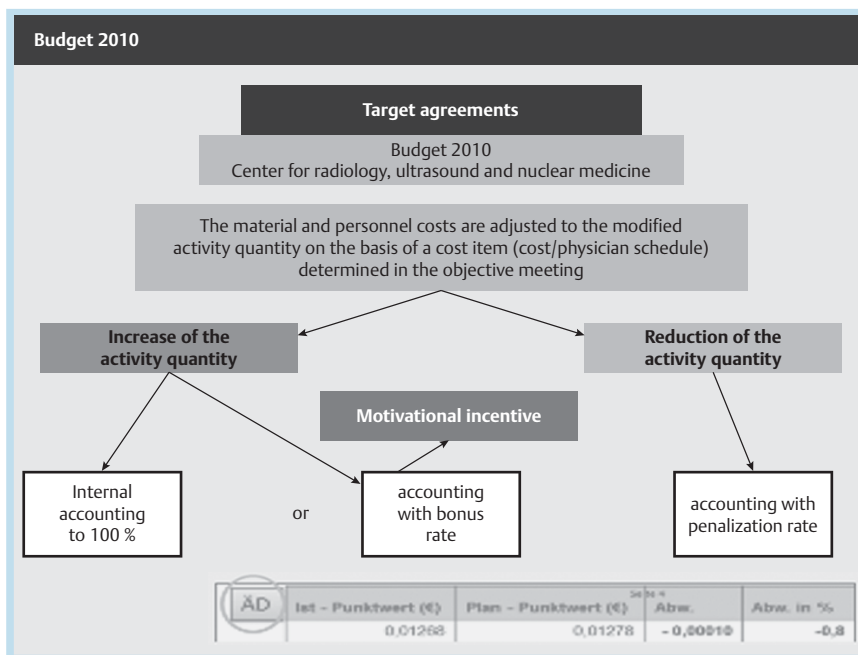 Budget 2010
Target agreements
Budget 2010
Center for radiology, ultrasound and nuclear medicine
The material and personnel costs are adjusted to the modified
activity quantity on the basis of a cost item (cost/physician schedule)
determined in the objective meeting
Increase of the
activity quantity
Reduction of the
activity quantity
Motivational incentive
Internal
accounting
to 100 %
or
accounting
with bonus
rate
accounting with
penalization rate
ÄD Ist - Punktwert (€) Plan - Punktwert (€) Abw. Abw. in %
0,01268 0,01278 - 0,00010 -0,8